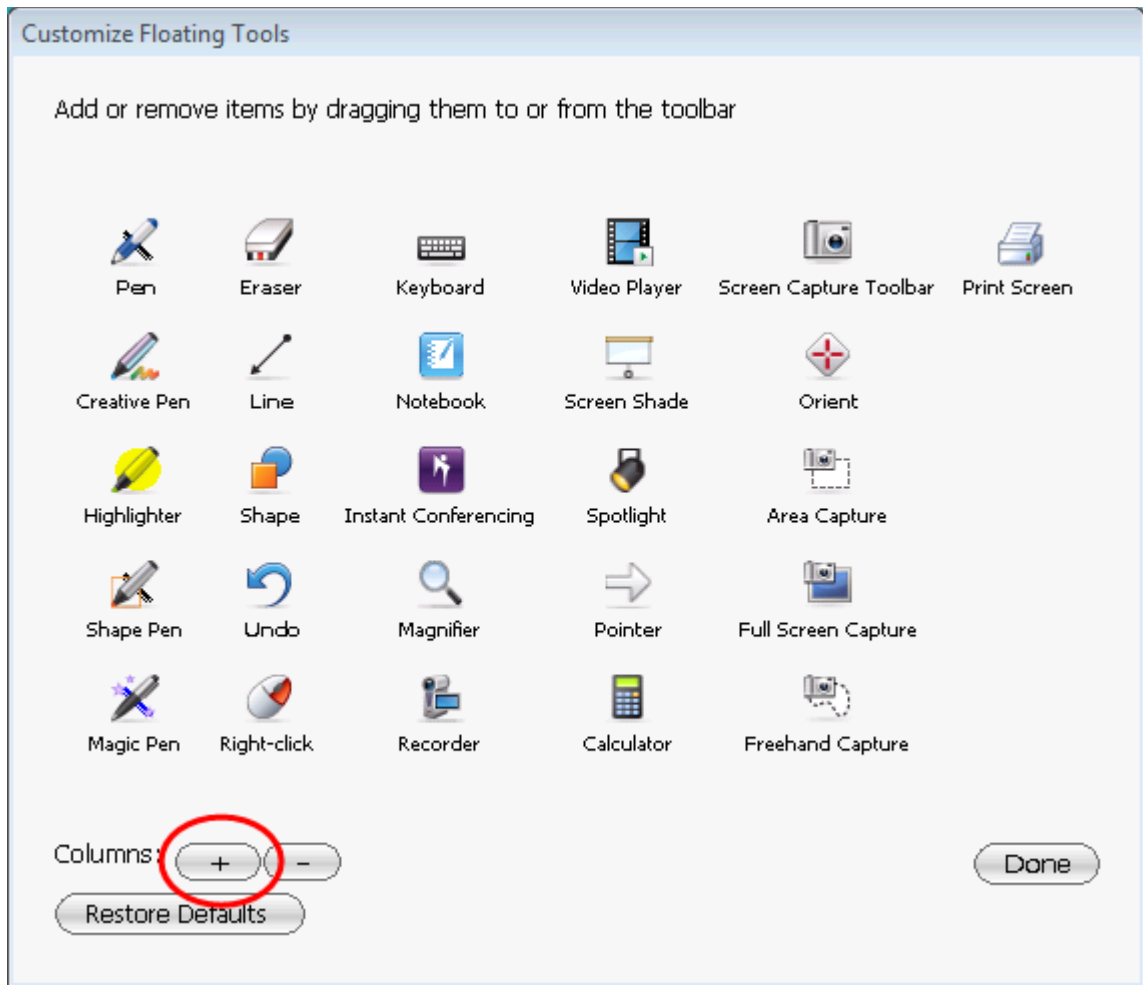 Customize Floating Tools
Add or remove items by dragging them to or from the toolbar
Pen Eraser Keyboard Video Player Screen Capture Toolbar Print Screen
Creative Pen Line Notebook Screen Shade Orient
Highlighter Shape Instant Conferencing Spotlight Area Capture
Shape Pen Undo Magnifier Pointer Full Screen Capture
Magic Pen Right-click Recorder Calculator Freehand Capture
Columns: + - Done
Restore Defaults